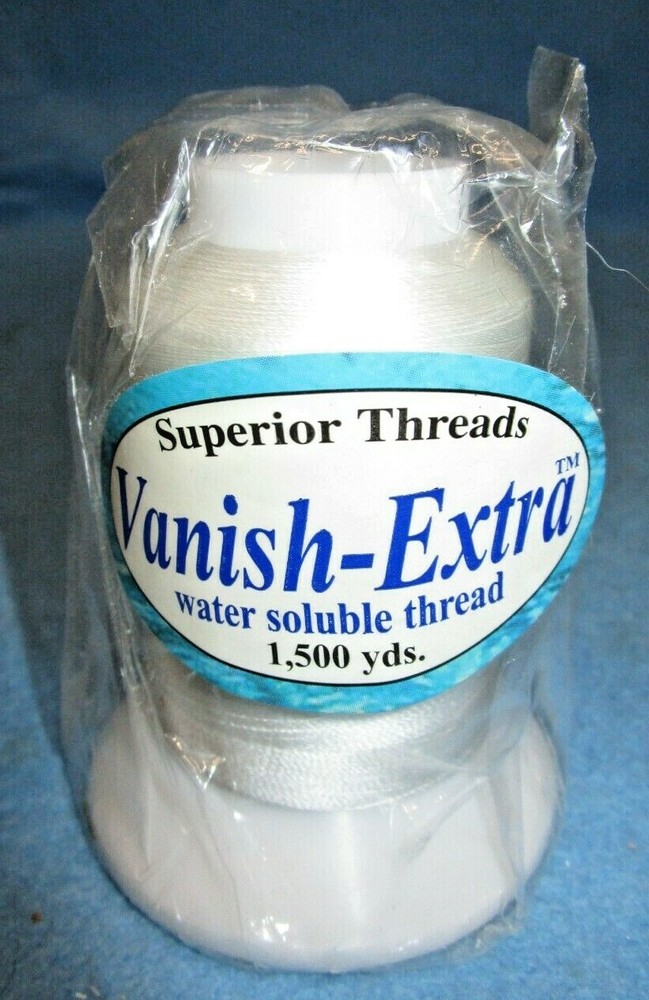 Superior Threads
Vanish-Extra™
water soluble thread
1,500 yds.